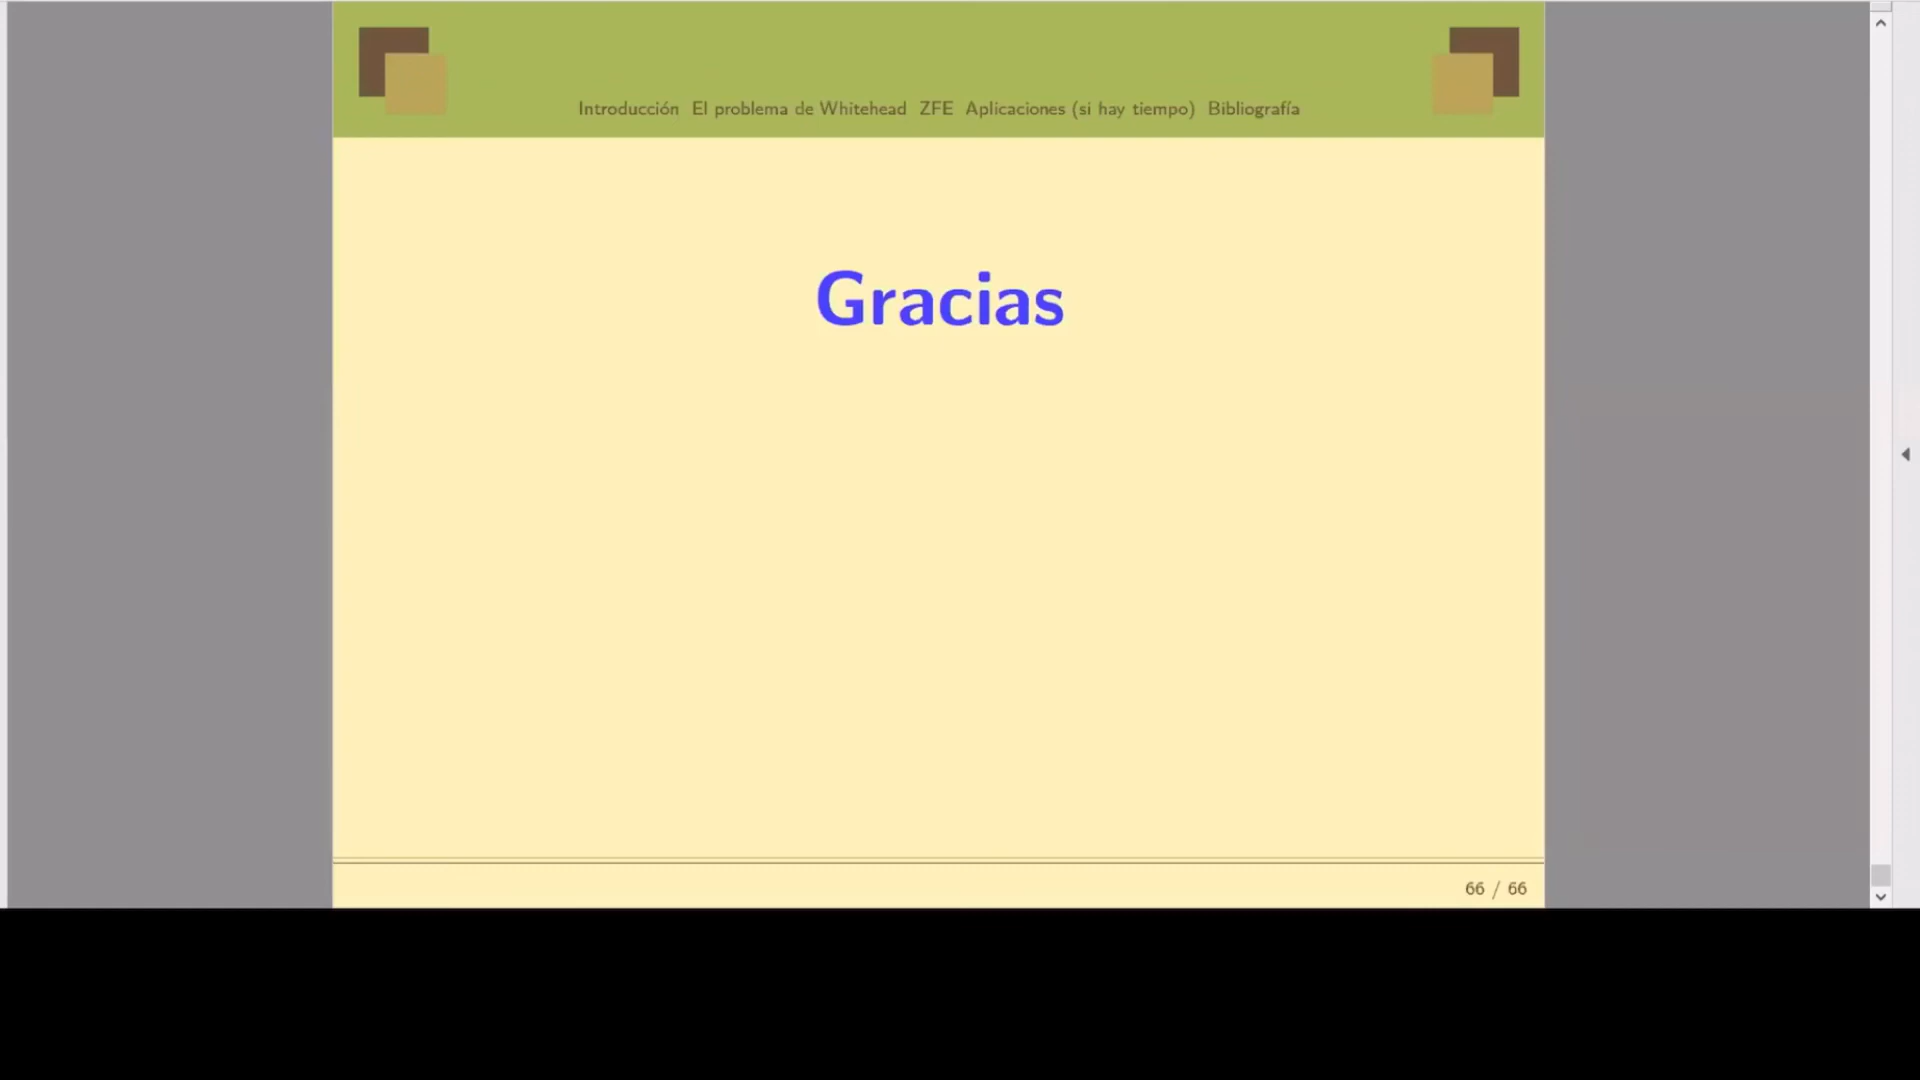 Introducción El problema de Whitehead ZFE Aplicaciones (si hay tiempo) Bibliografía
Gracias
66 / 66